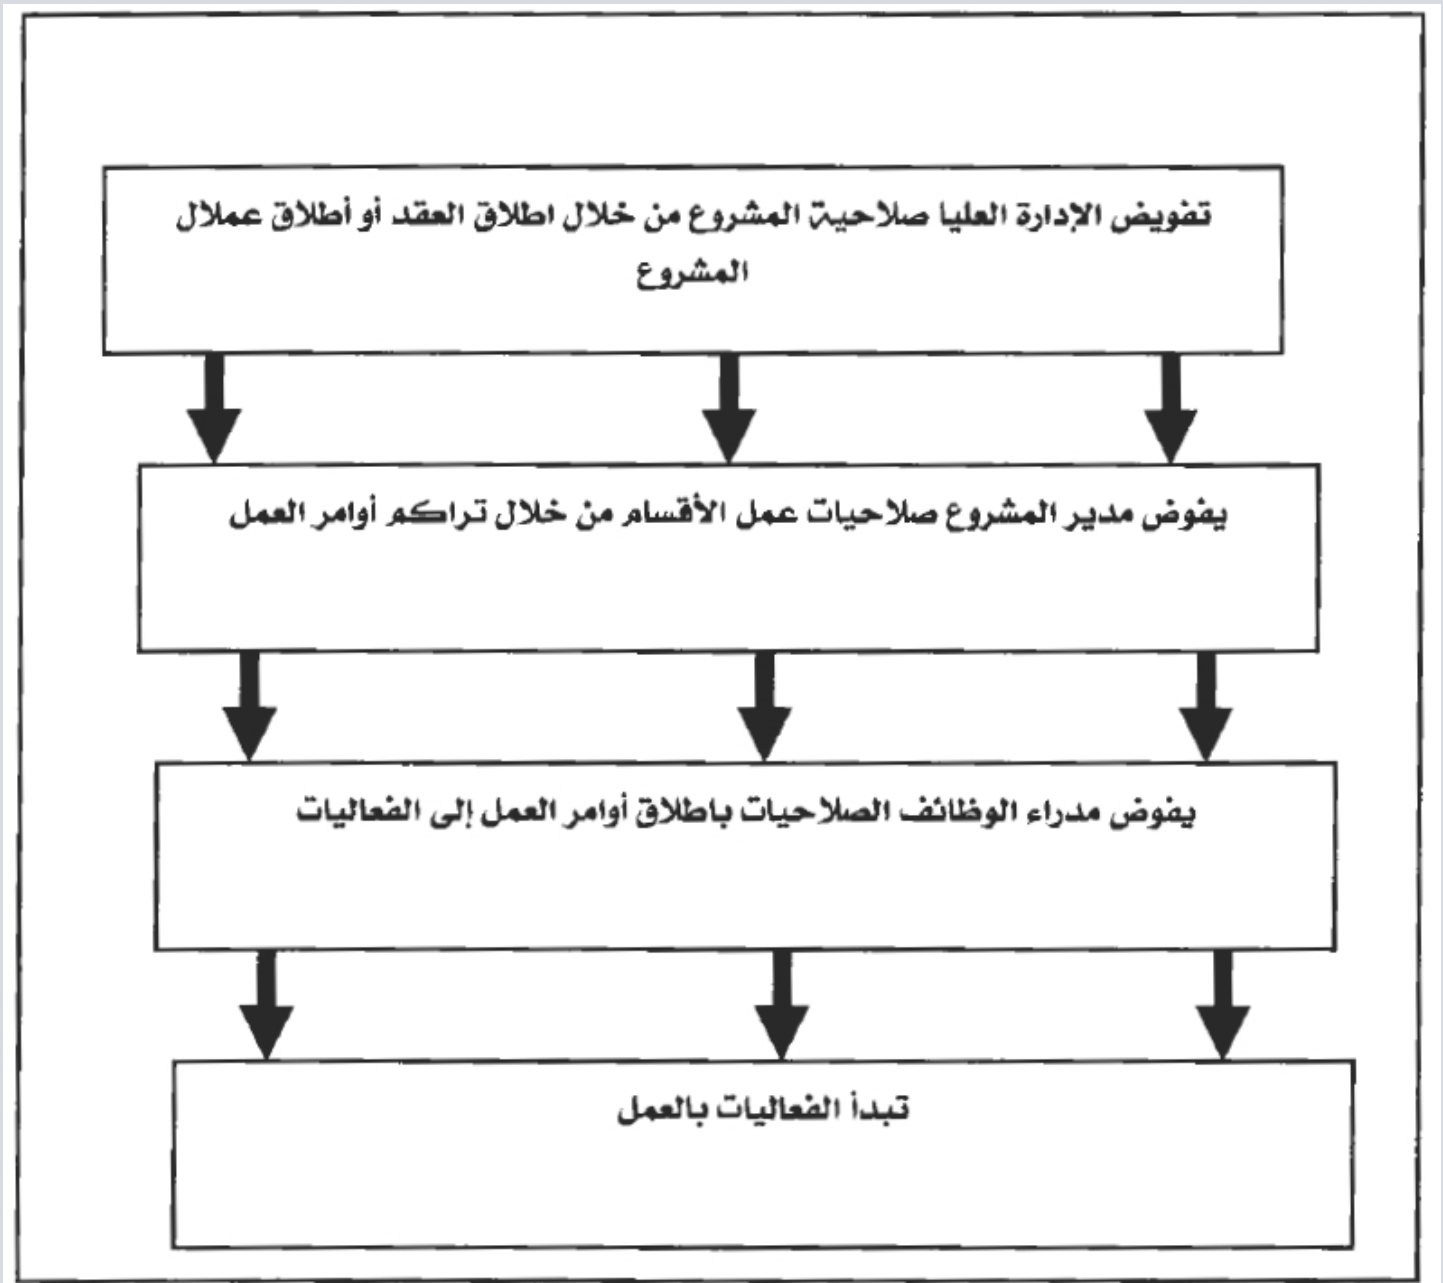 تفويض الإدارة العليا صلاحية المشروع من خلال اطلاق العقد أو أطلاق عملال
المشروع
يفوض مدير المشروع صلاحيات عمل الأقسام من خلال تراكم أوامر العمل
يفوض مدراء الوظائف الصلاحيات باطلاق أوامر العمل إلى الفعاليات
تبدأ الفعاليات بالعمل